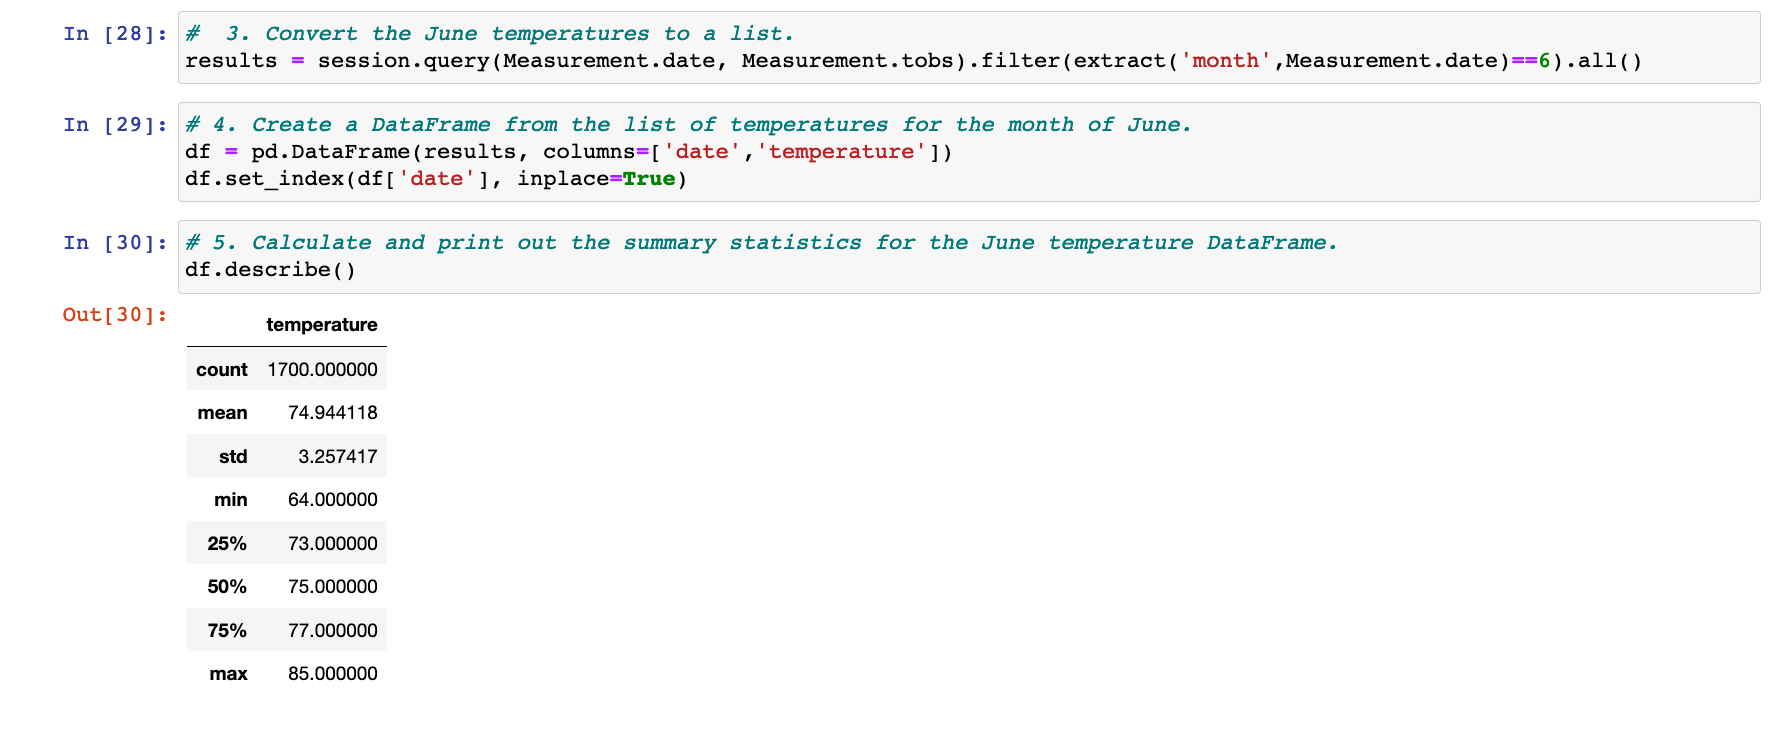 In [28]: #  3. Convert the June temperatures to a list.
results = session.query(Measurement.date, Measurement.tobs).filter(extract('month',Measurement.date)==6).all()
In [29]: # 4. Create a DataFrame from the list of temperatures for the month of June.
df = pd.DataFrame(results, columns=['date','temperature'])
df.set_index(df['date'], inplace=True)
In [30]: # 5. Calculate and print out the summary statistics for the June temperature DataFrame.
df.describe()
Out[30]:
temperature
count 1700.000000
mean 74.944118
std 3.257417
min 64.000000
25% 73.000000
50% 75.000000
75% 77.000000
max 85.000000